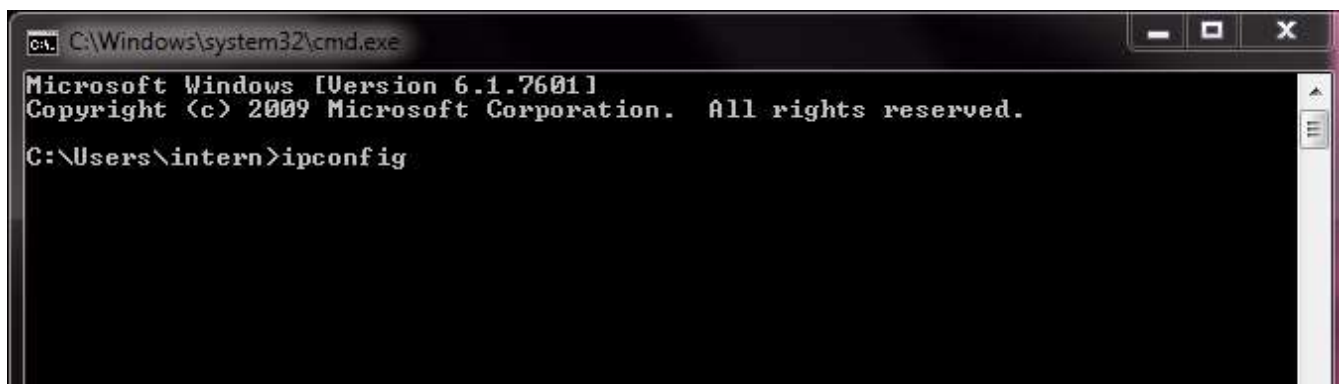 C:\Windows\system32\cmd.exe
Microsoft Windows [Version 6.1.7601]
Copyright (c) 2009 Microsoft Corporation.  All rights reserved.
C:\Users\intern>ipconfig